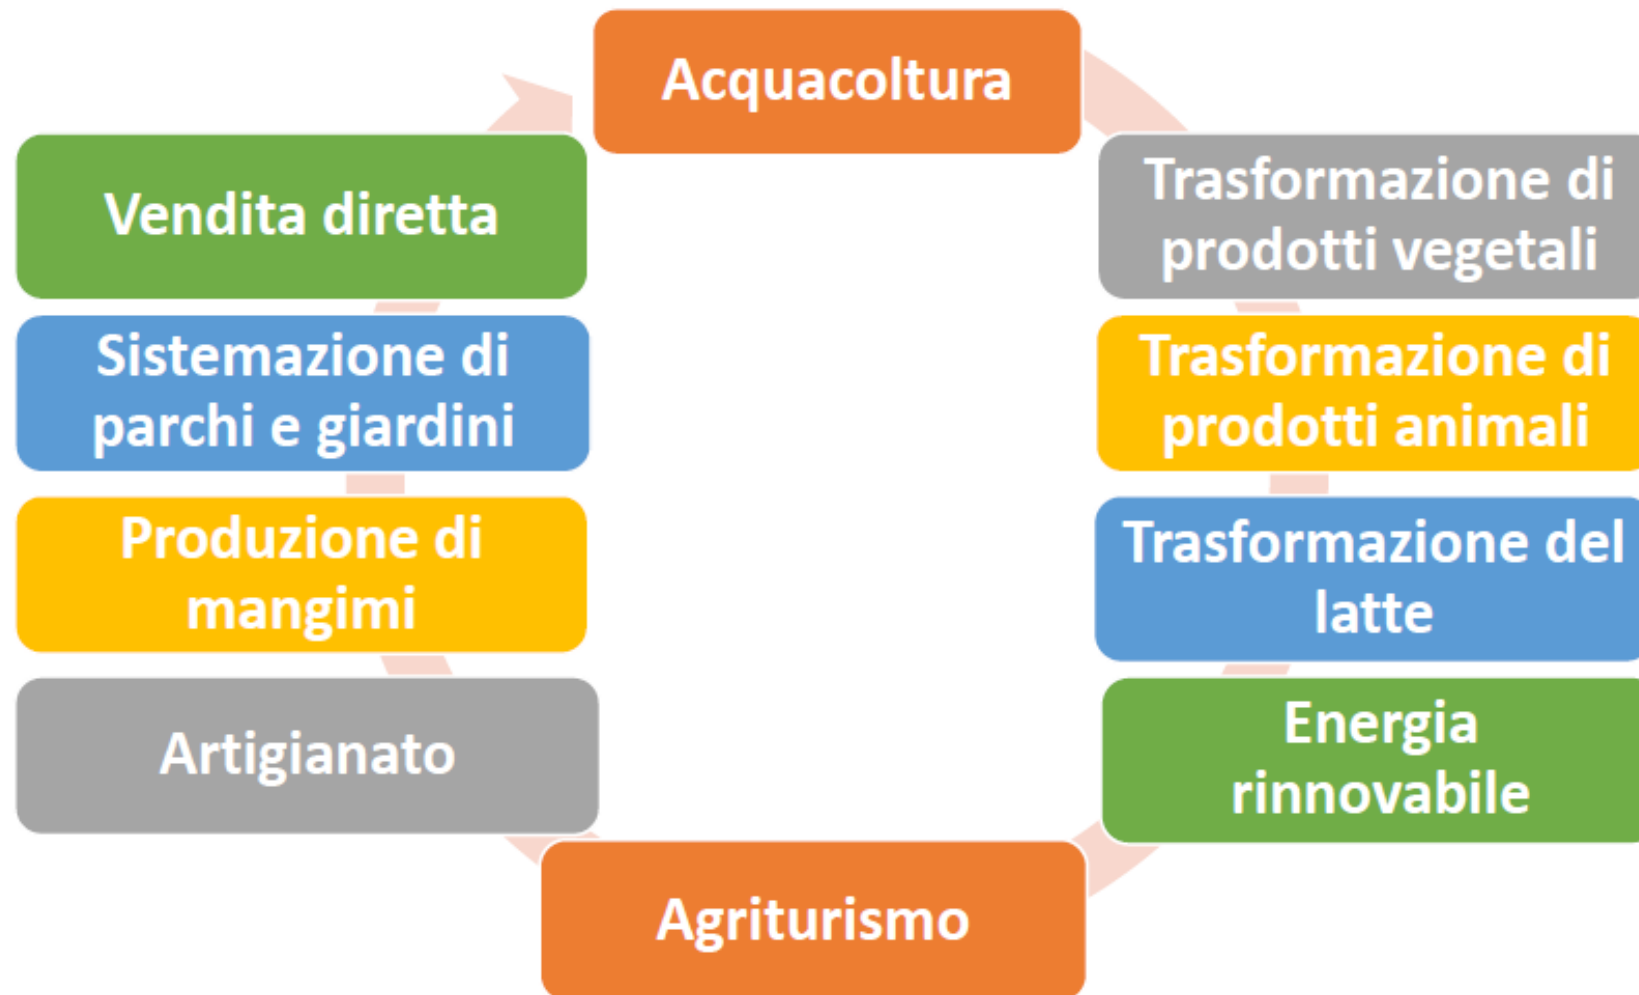 Acquacoltura
Trasformazione di
prodotti vegetali
Trasformazione di
prodotti animali
Trasformazione del
latte
Energia
rinnovabile
Agriturismo
Artigianato
Produzione di
mangimi
Sistemazione di
parchi e giardini
Vendita diretta